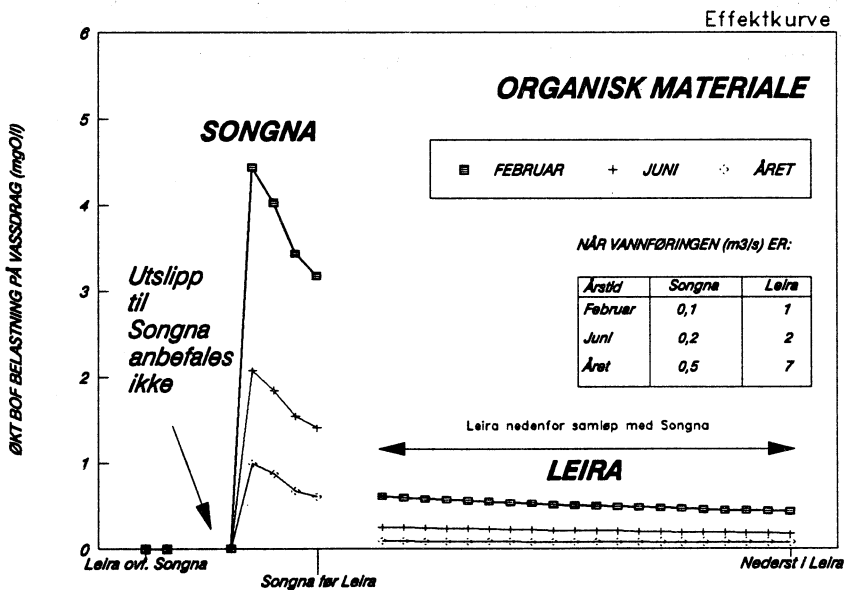 Effektkurve
ORGANISK MATERIALE
SONGNA
FEBRUAR JUNI ÅRET
NÅR VANNFØRINGEN (m3/s) ER:
Årstid Songna Leira
Februar 0,1 1
Juni 0,2 2
Året 0,5 7
Utslipp
til
Songna
anbefales
ikke
Leira nedenfor samløp med Songna
LEIRA
ØKT BOF BELASTNING PÅ VASSDRAG (mgO/l)
6
5
4
3
2
1
0
Leira ovf. Songna
Songna før Leira
Nederst i Leira